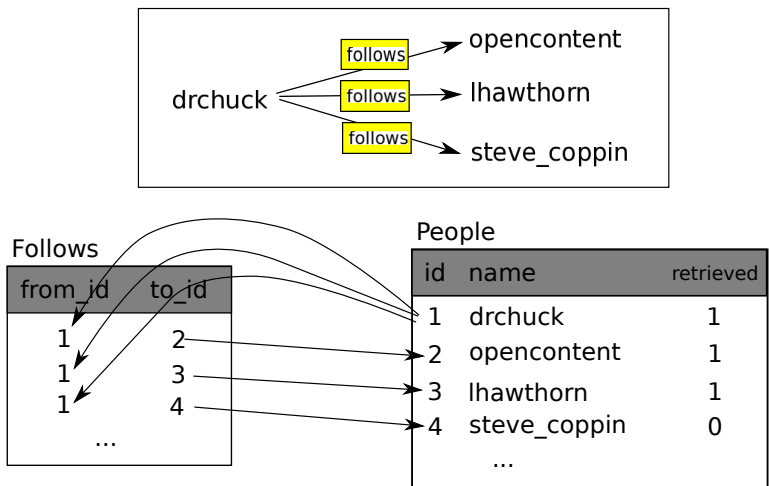 follows opencontent
drchuck follows lhawthorn
follows steve_coppin
Follows
from_id to_id
1 2
1 3
1 4
...
People
id name retrieved
1 drchuck 1
2 opencontent 1
3 lhawthorn 1
4 steve_coppin 0
...